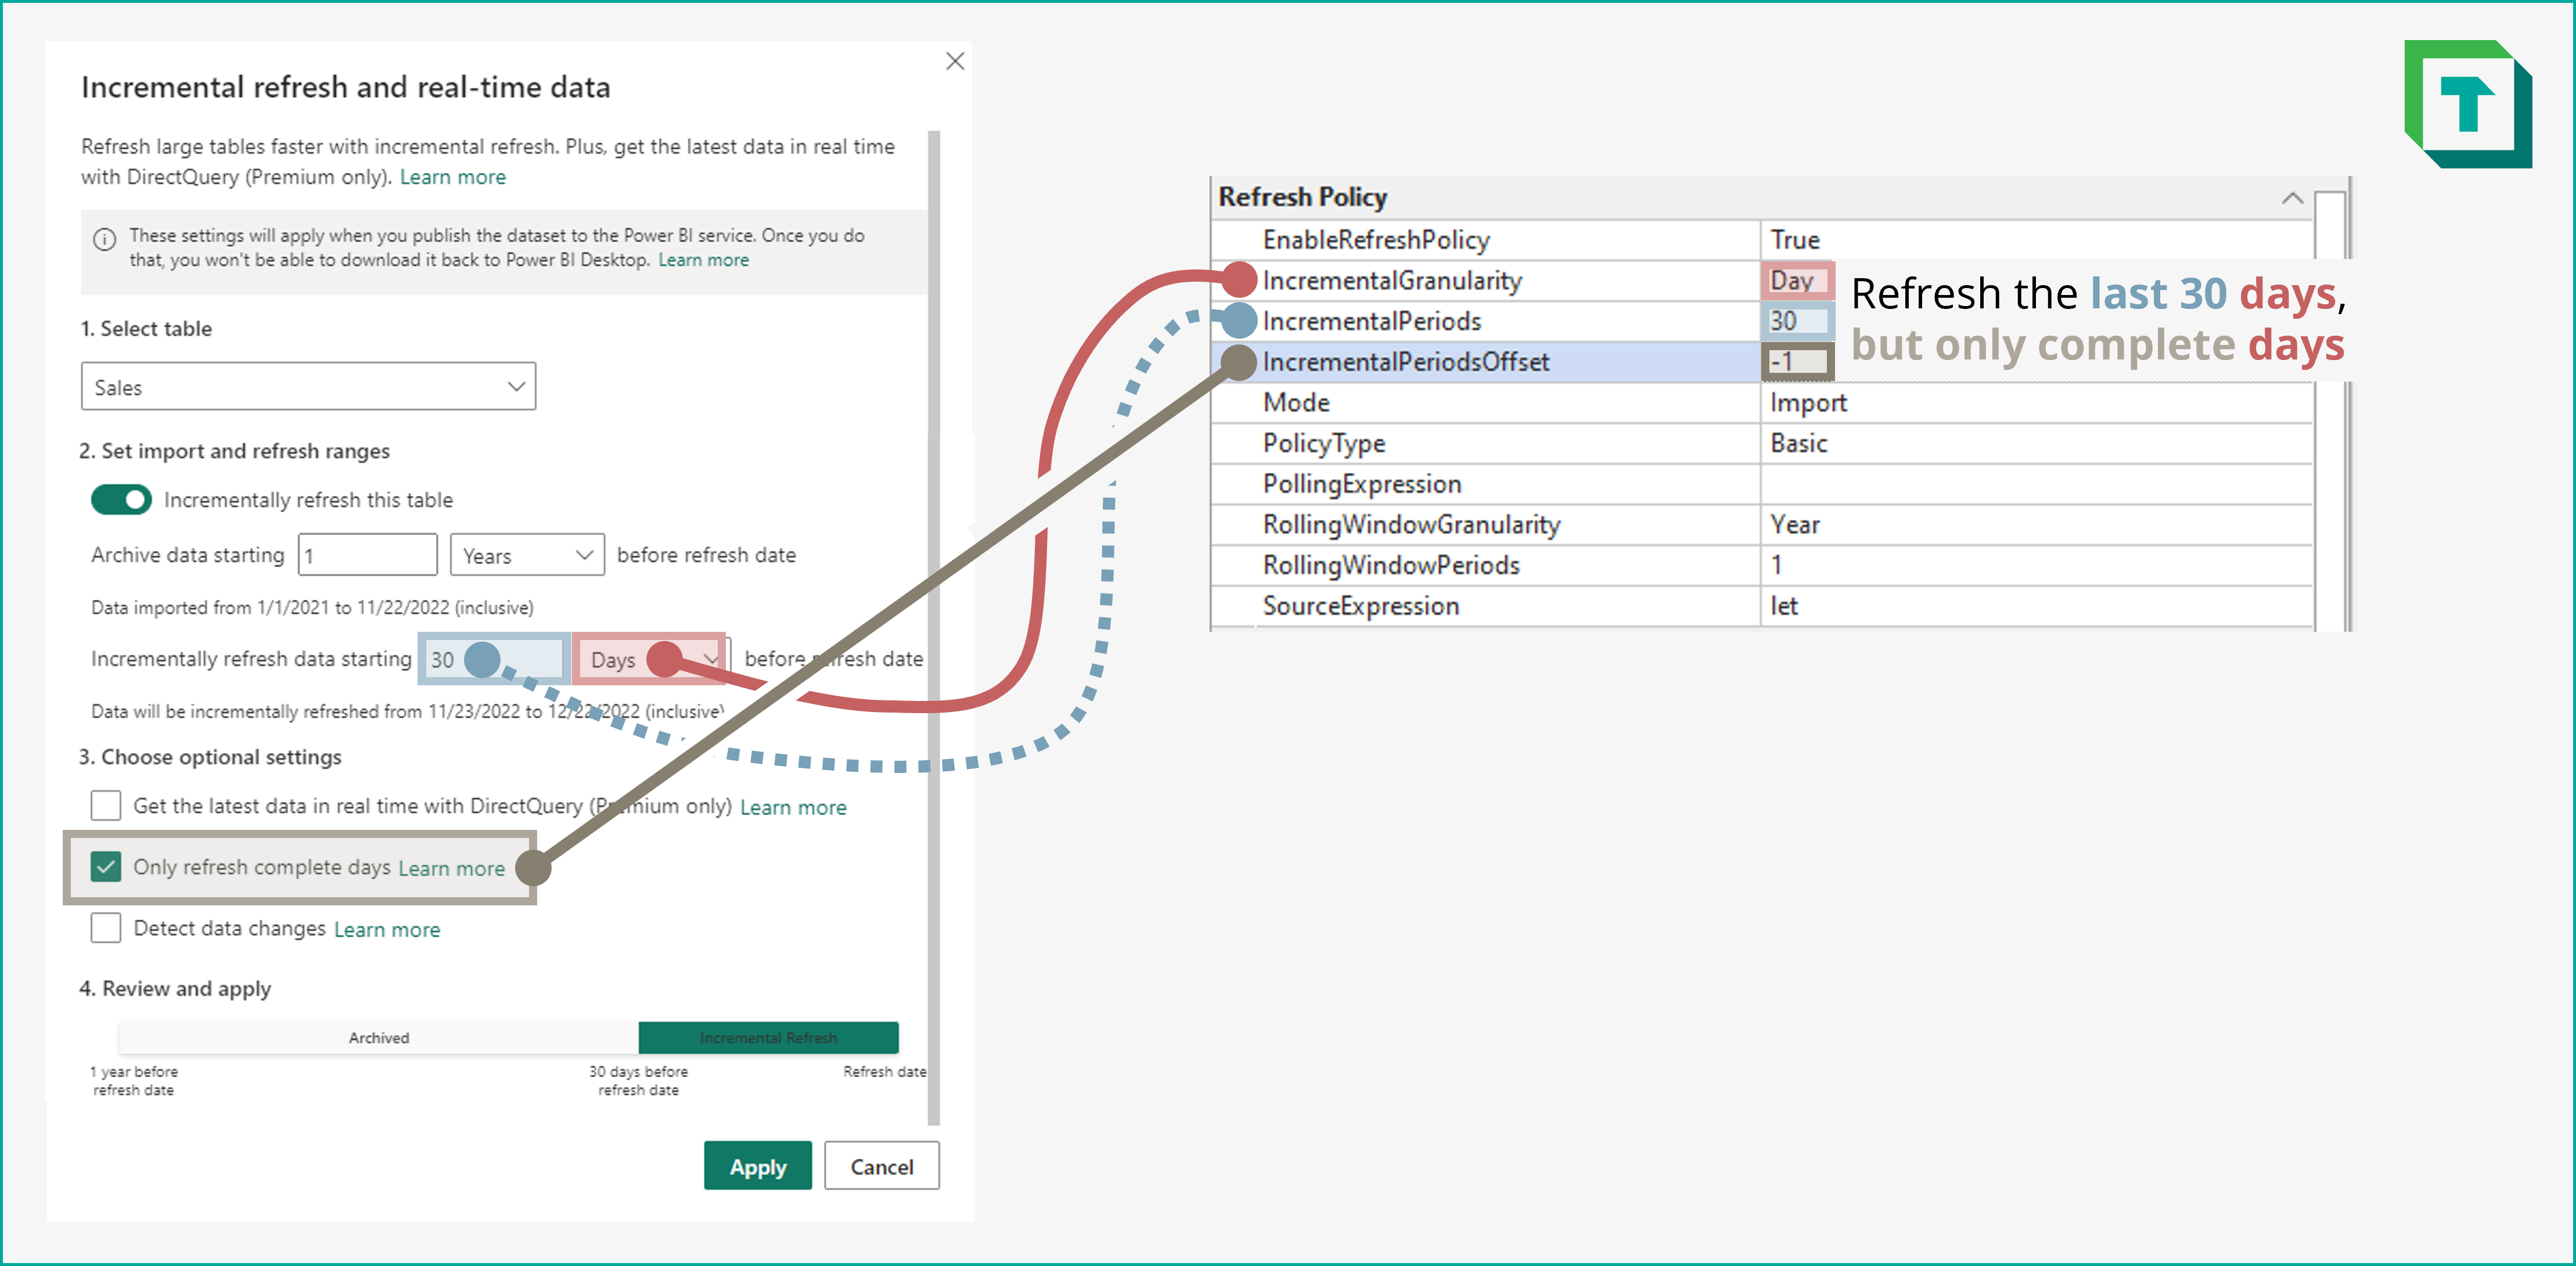 Incremental refresh and real-time data
Refresh large tables faster with incremental refresh. Plus, get the latest data in real time
with DirectQuery (Premium only). Learn more
These settings will apply when you publish the dataset to the Power BI service. Once you do
that, you won't be able to download it back to Power BI Desktop. Learn more
1. Select table
Sales
2. Set import and refresh ranges
Incrementally refresh this table
Archive data starting 1 Years before refresh date
Data imported from 1/1/2021 to 11/22/2022 (inclusive)
Incrementally refresh data starting 30 Days before refresh date
Data will be incrementally refreshed from 11/23/2022 to 12/22/2022 (inclusive)
3. Choose optional settings
Get the latest data in real time with DirectQuery (Premium only) Learn more
Only refresh complete days Learn more
Detect data changes Learn more
4. Review and apply
Archived
Incremental Refresh
1 year before
refresh date
30 days before
refresh date
Refresh date
Apply
Cancel
Refresh Policy
EnableRefreshPolicy True
IncrementalGranularity Day
IncrementalPeriods 30
IncrementalPeriodsOffset -1
Mode Import
PolicyType Basic
PollingExpression
RollingWindowGranularity Year
RollingWindowPeriods 1
SourceExpression let
Refresh the last 30 days,
but only complete days
T